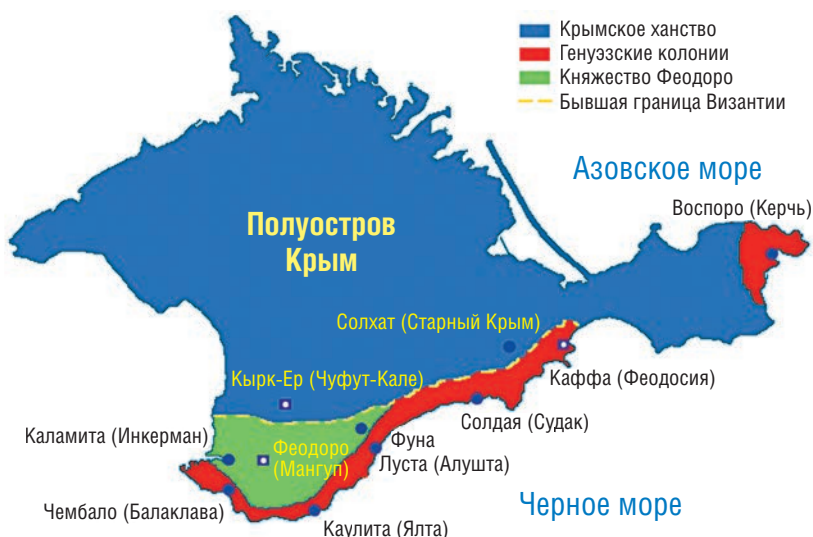 Крымское ханство
Генуэзские колонии
Княжество Феодоро
Бывшая граница Византии
Азовское море
Воспоро (Керчь)
Полуостров
Крым
Солхат (Старный Крым)
Кырк-Ер (Чуфут-Кале)
Каффа (Феодосия)
Солдая (Судак)
Каламита (Инкерман)
Феодоро
(Мангуп)
Фуна
Луста (Алушта)
Чембало (Балаклава)
Черное море
Каулита (Ялта)